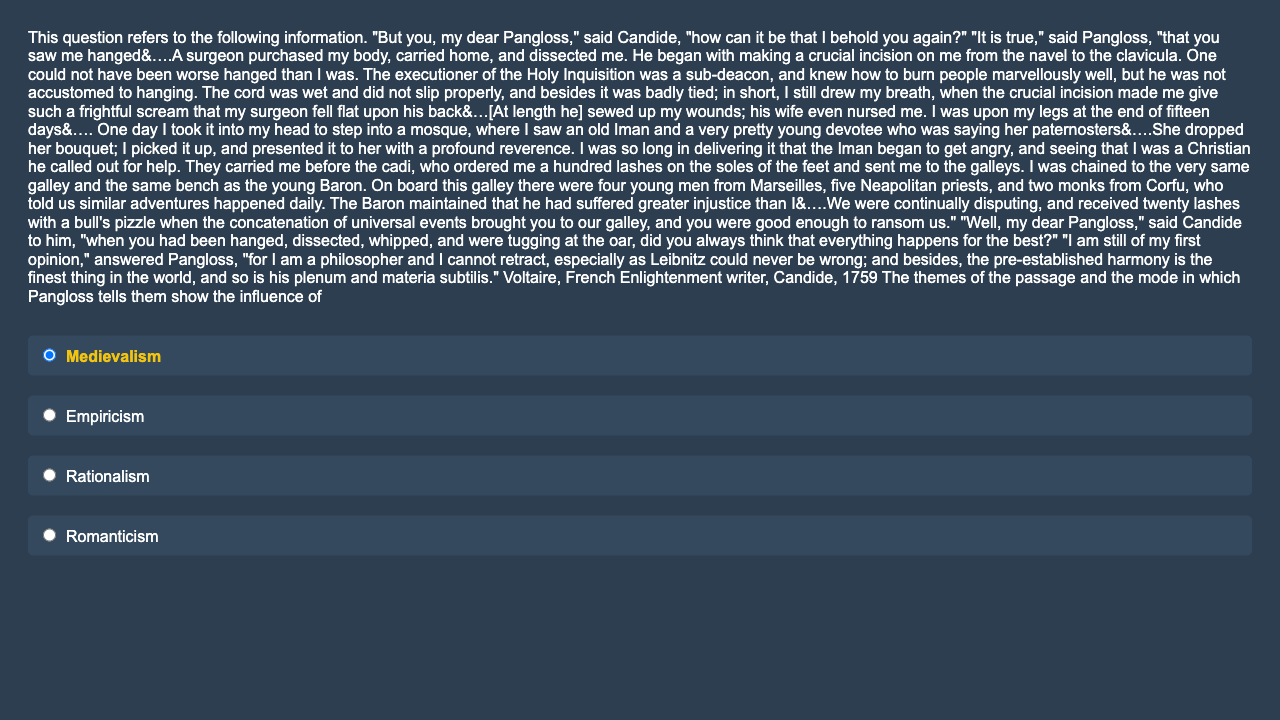 This question refers to the following information. "But you, my dear Pangloss," said Candide, "how can it be that I behold you again?" "It is true," said Pangloss, "that you
saw me hanged&….A surgeon purchased my body, carried home, and dissected me. He began with making a crucial incision on me from the navel to the clavicula. One
could not have been worse hanged than I was. The executioner of the Holy Inquisition was a sub-deacon, and knew how to burn people marvellously well, but he was not
accustomed to hanging. The cord was wet and did not slip properly, and besides it was badly tied; in short, I still drew my breath, when the crucial incision made me give
such a frightful scream that my surgeon fell flat upon his back&…[At length he] sewed up my wounds; his wife even nursed me. I was upon my legs at the end of fifteen
days&…. One day I took it into my head to step into a mosque, where I saw an old Iman and a very pretty young devotee who was saying her paternosters&….She dropped
her bouquet; I picked it up, and presented it to her with a profound reverence. I was so long in delivering it that the Iman began to get angry, and seeing that I was a Christian
he called out for help. They carried me before the cadi, who ordered me a hundred lashes on the soles of the feet and sent me to the galleys. I was chained to the very same
galley and the same bench as the young Baron. On board this galley there were four young men from Marseilles, five Neapolitan priests, and two monks from Corfu, who
told us similar adventures happened daily. The Baron maintained that he had suffered greater injustice than I&….We were continually disputing, and received twenty lashes
with a bull's pizzle when the concatenation of universal events brought you to our galley, and you were good enough to ransom us." "Well, my dear Pangloss," said Candide
to him, "when you had been hanged, dissected, whipped, and were tugging at the oar, did you always think that everything happens for the best?" "I am still of my first
opinion," answered Pangloss, "for I am a philosopher and I cannot retract, especially as Leibnitz could never be wrong; and besides, the pre-established harmony is the
finest thing in the world, and so is his plenum and materia subtilis." Voltaire, French Enlightenment writer, Candide, 1759 The themes of the passage and the mode in which
Pangloss tells them show the influence of
Medievalism
Empiricism
Rationalism
Romanticism